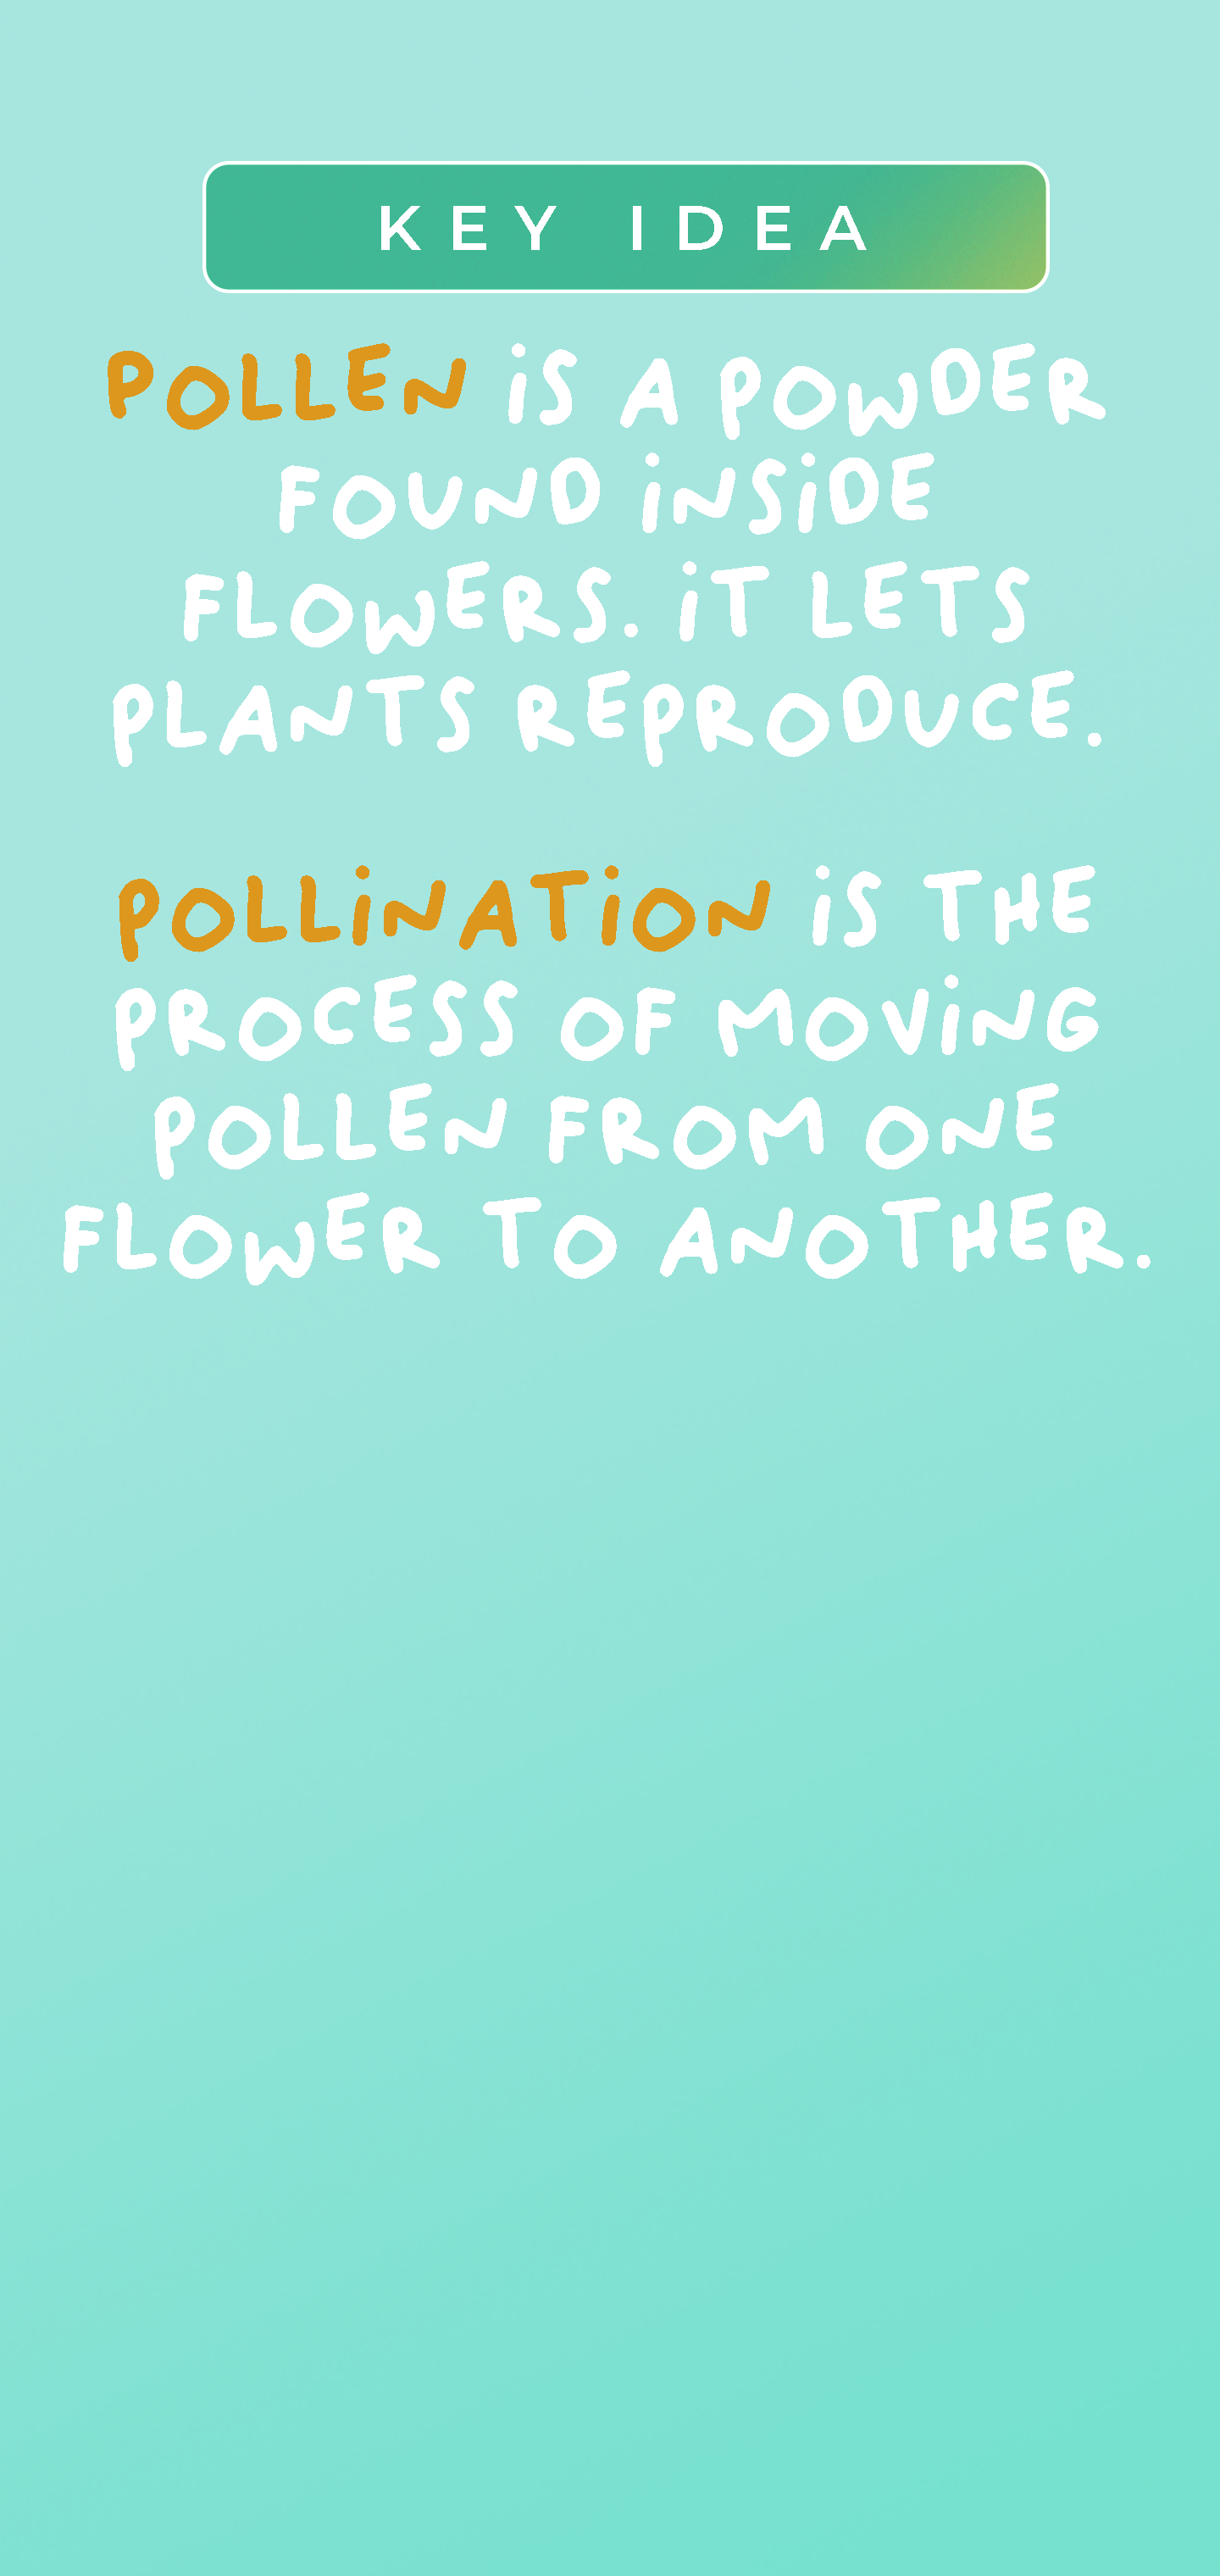 KEY IDEA
POLLEN iS A POWDER
FOUND iNSiDE
FLOWERS. iT LETS
PLANTS REPRODUCE.
POLLiNATiON iS THE
PROCESS OF MOViNG
POLLEN FROM ONE
FLOWER TO ANOTHER.